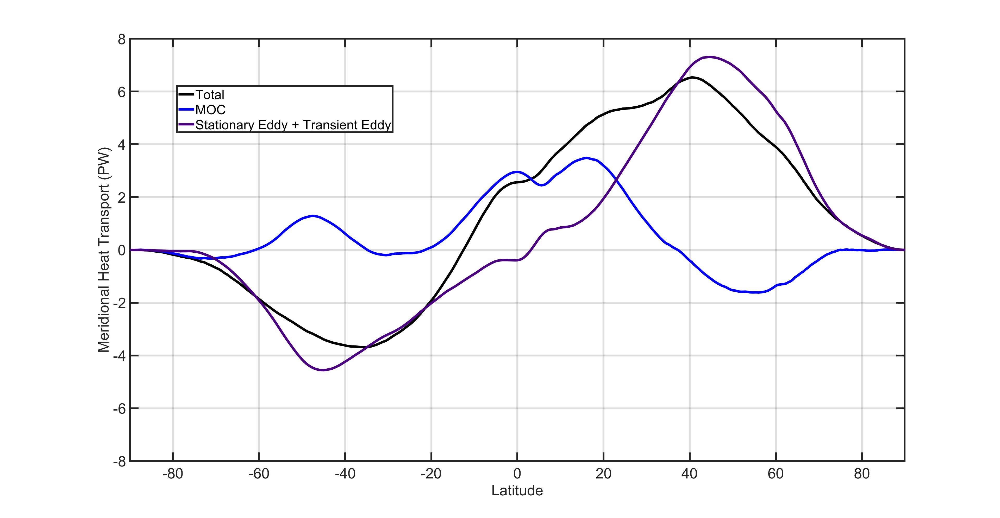 8
6
4
2
0
-2
-4
-6
-8
Meridional Heat Transport (PW)
Total
MOC
Stationary Eddy + Transient Eddy
-80 -60 -40 -20 0 20 40 60 80
Latitude